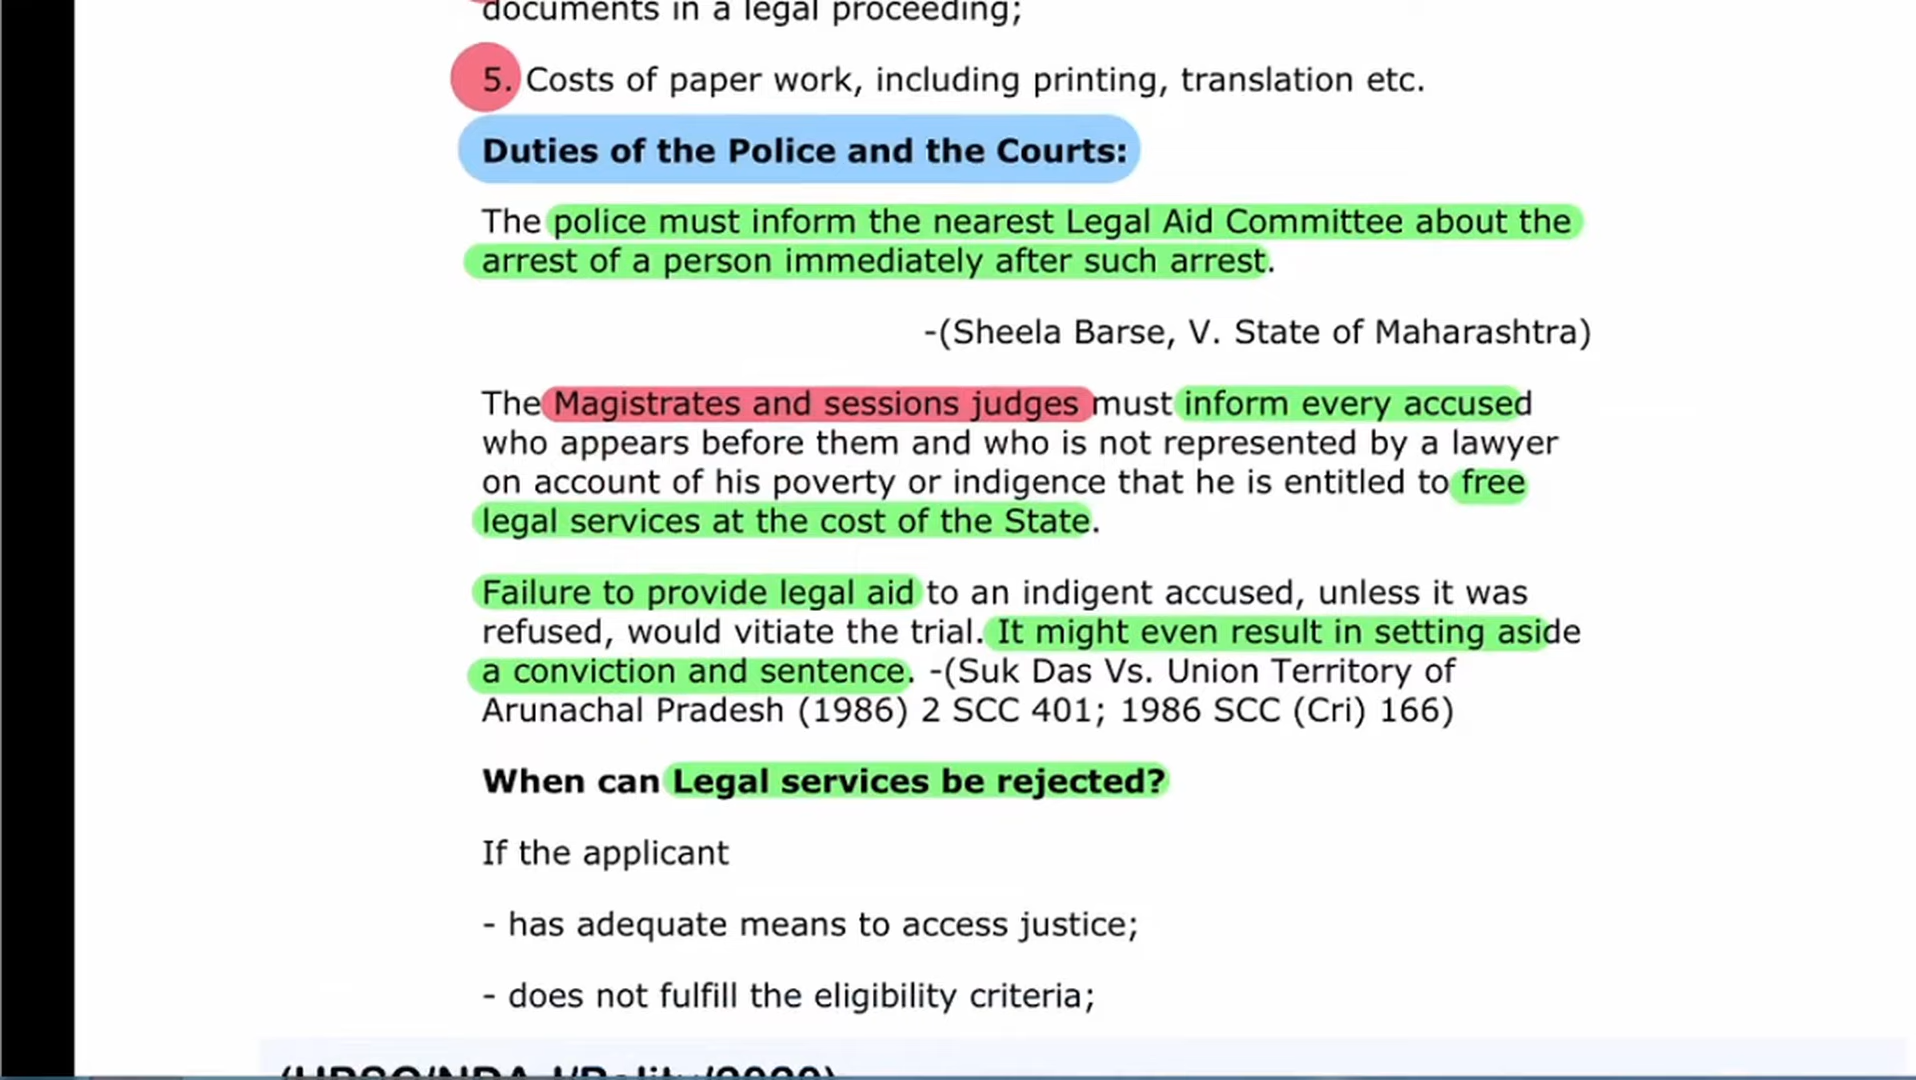 documents in a legal proceeding;
5. Costs of paper work, including printing, translation etc.
Duties of the Police and the Courts:
The police must inform the nearest Legal Aid Committee about the
arrest of a person immediately after such arrest.
-(Sheela Barse, V. State of Maharashtra)
The Magistrates and sessions judges must inform every accused
who appears before them and who is not represented by a lawyer
on account of his poverty or indigence that he is entitled to free
legal services at the cost of the State.
Failure to provide legal aid to an indigent accused, unless it was
refused, would vitiate the trial. It might even result in setting aside
a conviction and sentence. -(Suk Das Vs. Union Territory of
Arunachal Pradesh (1986) 2 SCC 401; 1986 SCC (Cri) 166)
When can Legal services be rejected?
If the applicant
- has adequate means to access justice;
- does not fulfill the eligibility criteria;